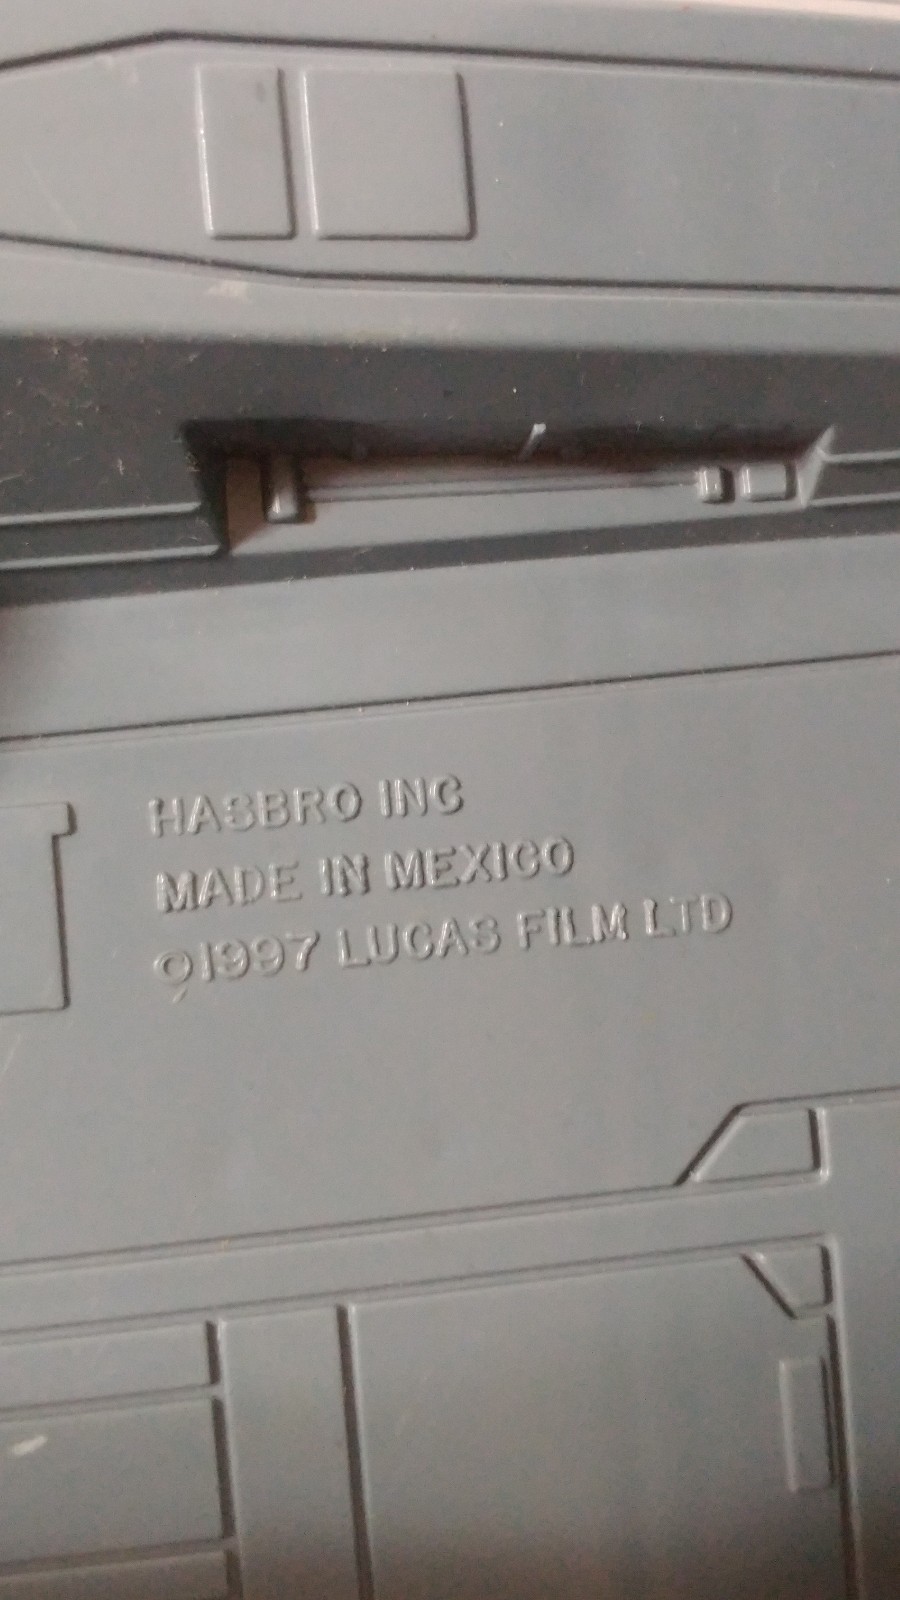 HASBRO INC
MADE IN MEXICO
©1997 LUCAS FILM LTD